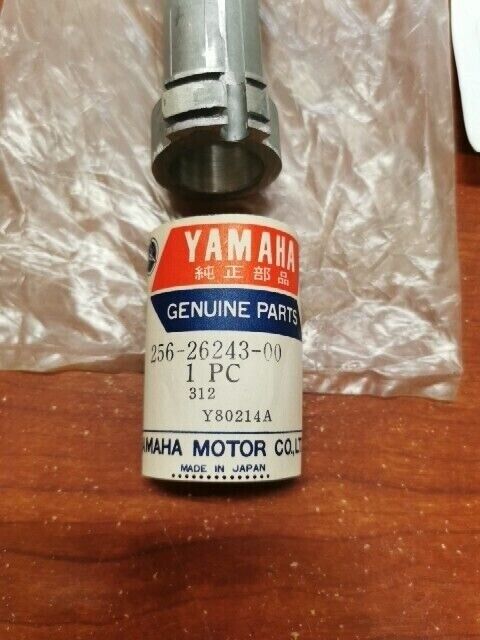 YAMAHA
純正部品
GENUINE PARTS
256-26243-00
1 PC
312
Y80214A
YAMAHA MOTOR CO.,LT
MADE IN JAPAN